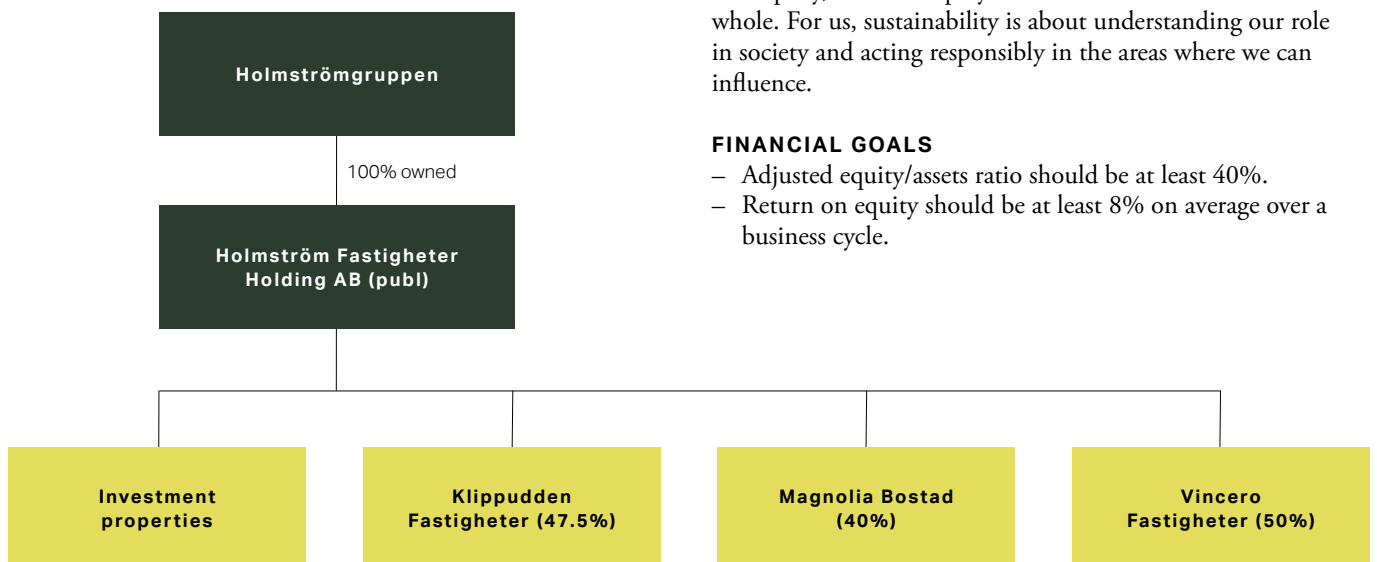 Holmströmgruppen
100% owned
Holmström Fastigheter
Holding AB (publ)
Investment
properties
Klippudden
Fastigheter (47.5%)
Magnolia Bostad
(40%)
Vincero
Fastigheter (50%)
whole. For us, sustainability is about understanding our role
in society and acting responsibly in the areas where we can
influence.
FINANCIAL GOALS
– Adjusted equity/assets ratio should be at least 40%.
– Return on equity should be at least 8% on average over a
business cycle.